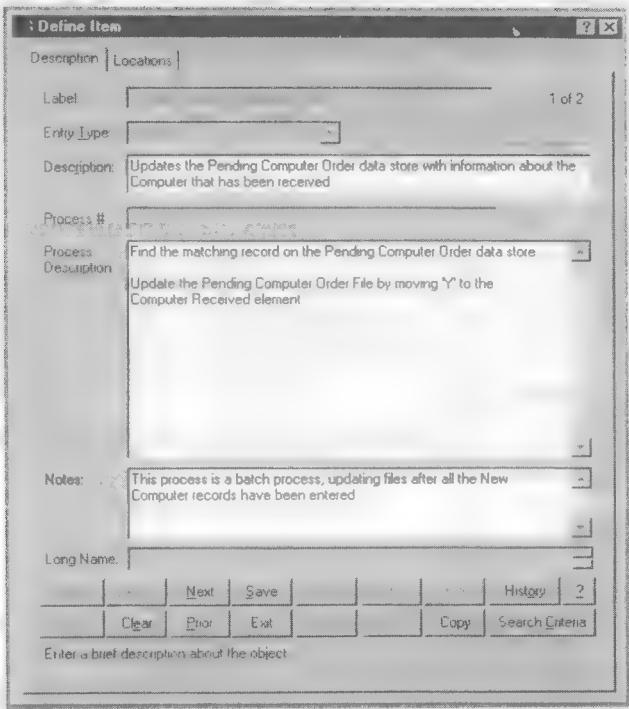 Define Item
? X
Description Locations
Label 1 of 2
Entry Type
Description: Updates the Pending Computer Order data store with information about the
Computer that has been received
Process #
Process
Description
Find the matching record on the Pending Computer Order data store
Update the Pending Computer Order File by moving 'Y' to the
Computer Received element
Notes: This process is a batch process, updating files after all the New
Computer records have been entered
Long Name.
Next Save History ?
Clear Prior Exit Copy Search Criteria
Enter a brief description about the object